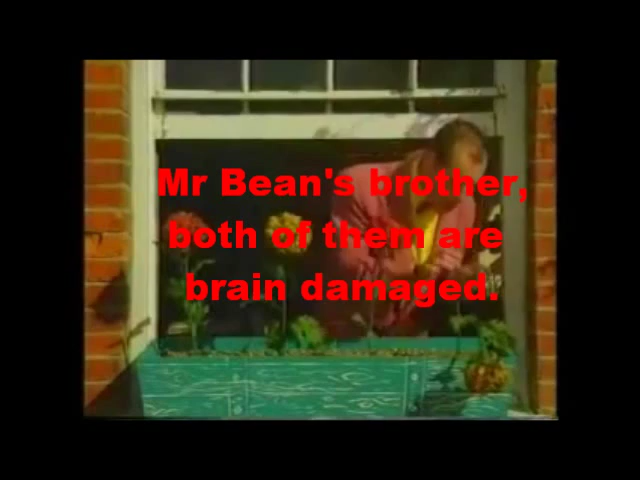 Mr Bean's brother,
both of them are
brain damaged.